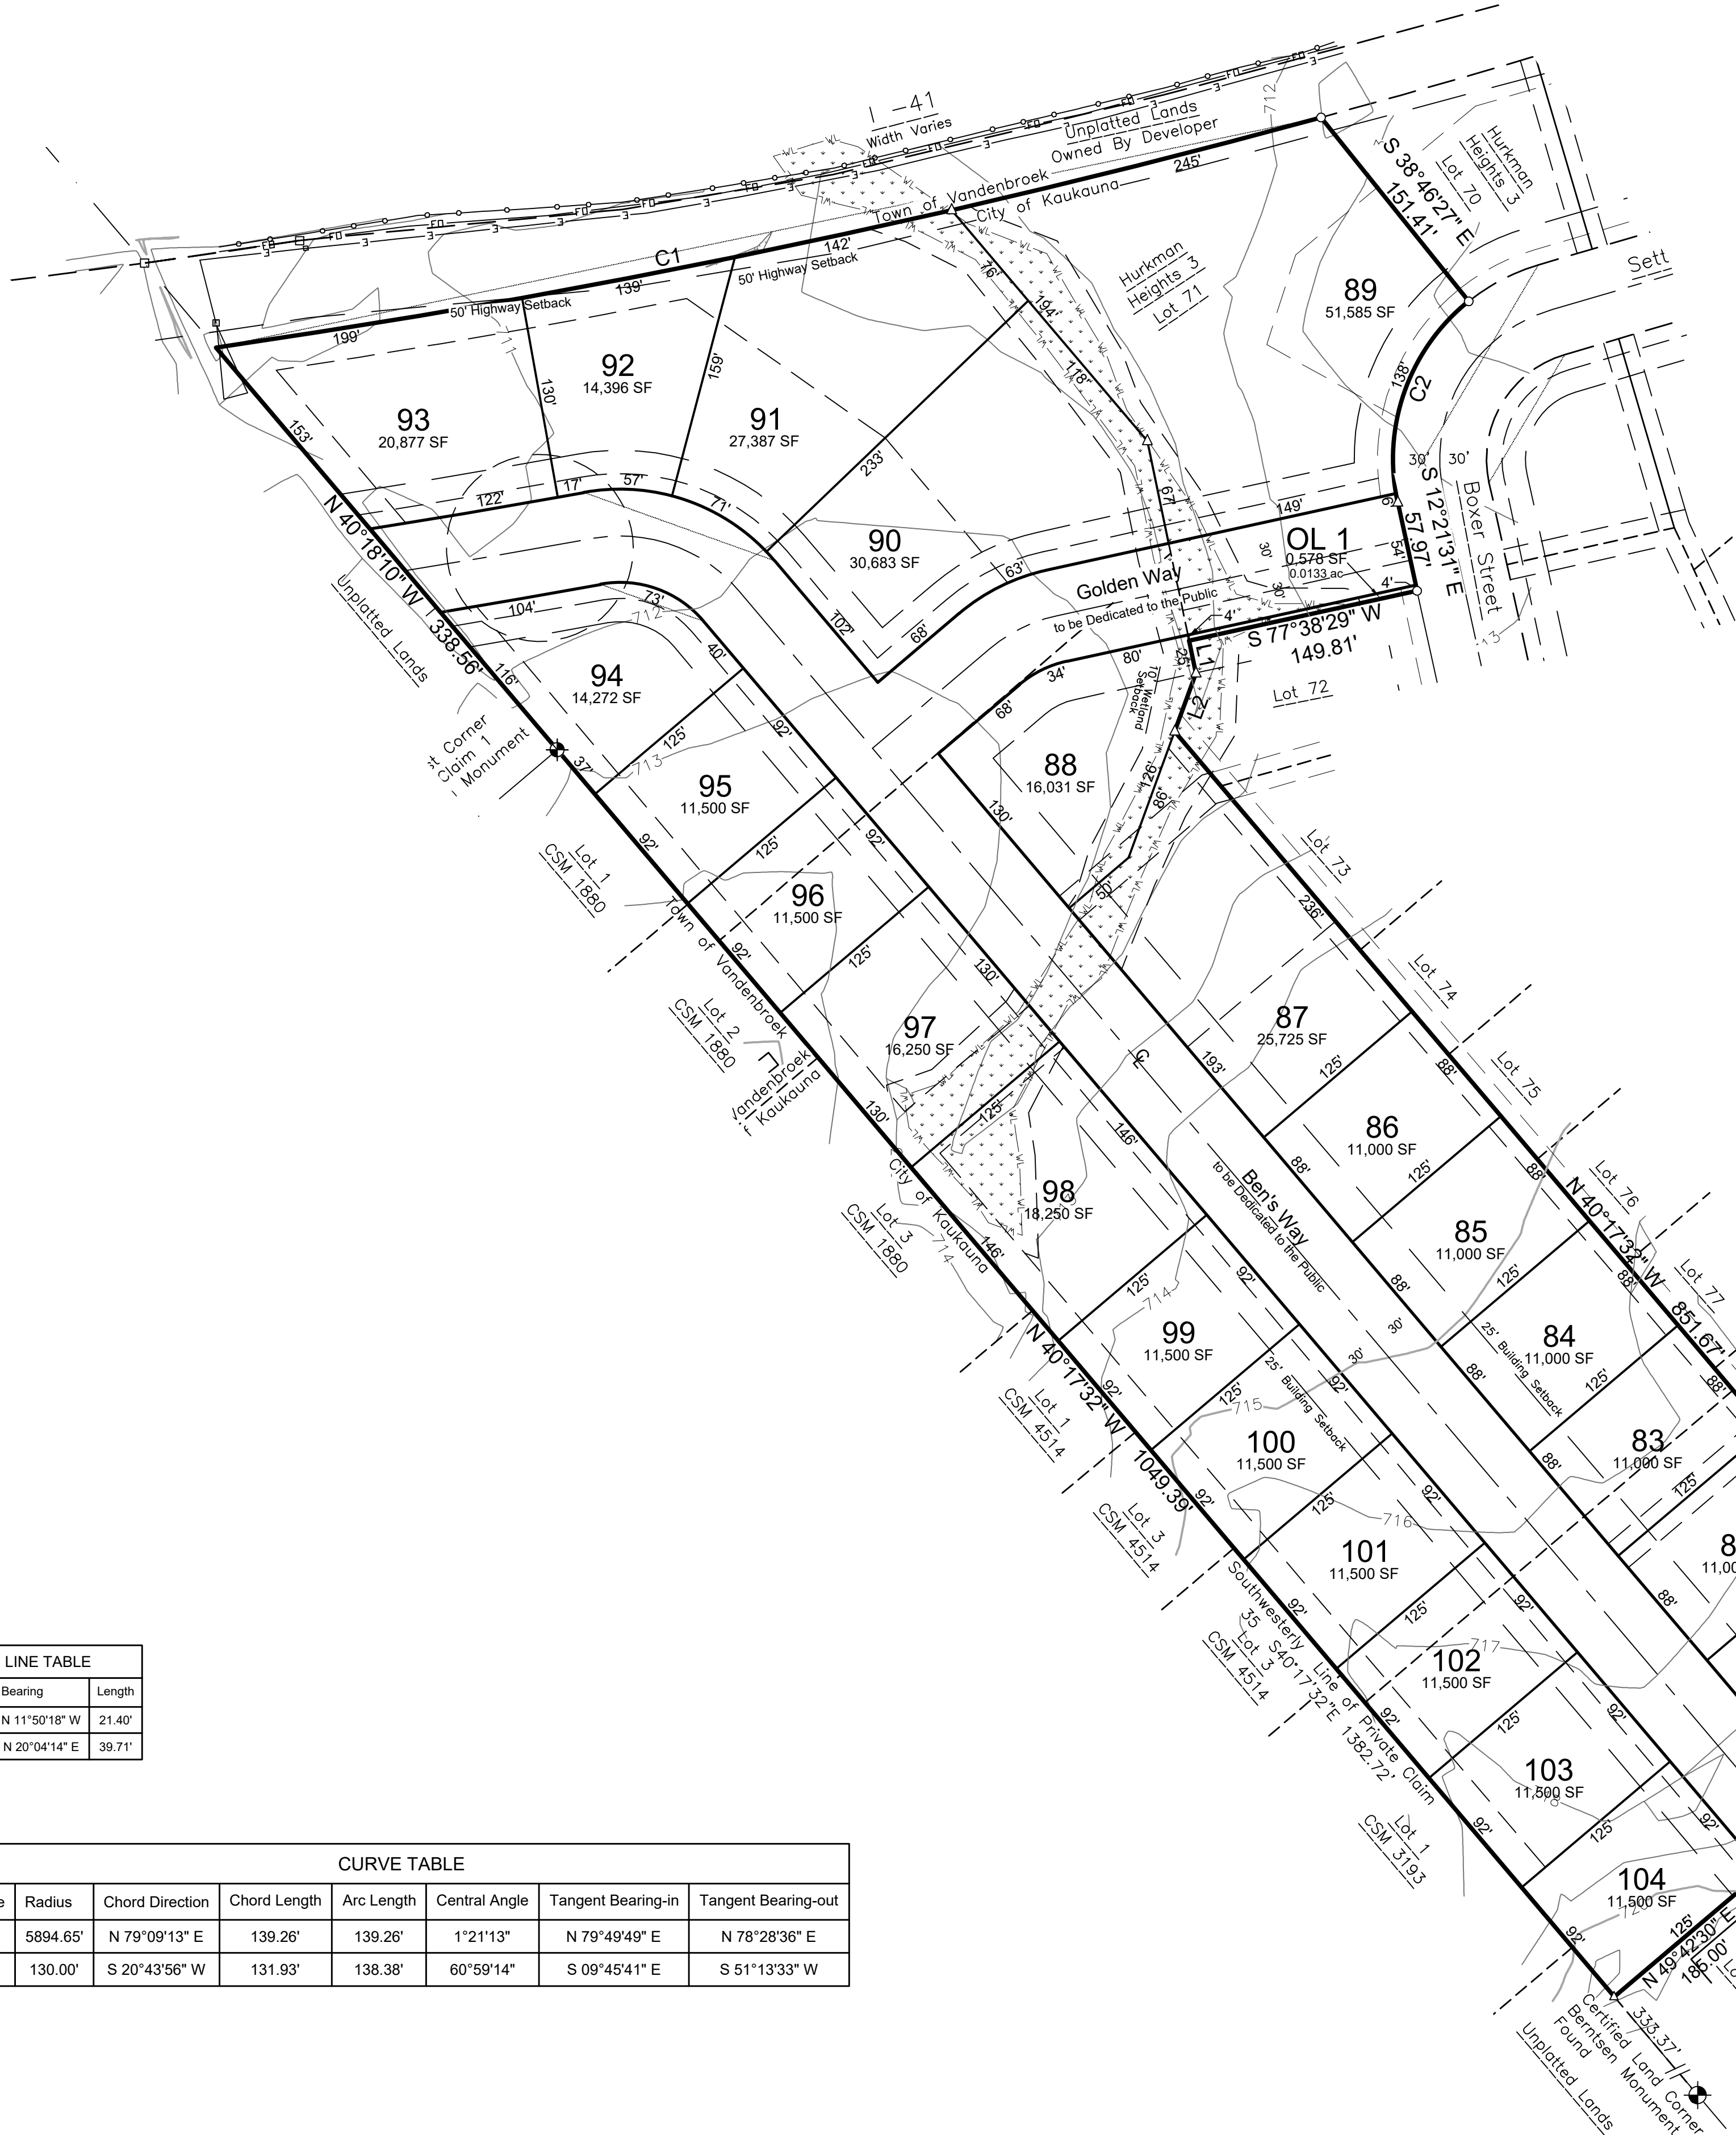 I -41
Width Varies
Unplatted Lands
Owned By Developer
Town of Vandenbroek
City of Kaukauna
245'
712
Hurkman
Heights 3
Lot 70
S 38°46'27" E
151.41'
Sett
C1
142'
139'
199'
50' Highway Setback
50' Highway Setback
76'
194'
118"
Hurkman
Heights 3
Lot 71
89
51,585 SF
138'
C2
30' 30'
S 12°21'31" E
57.97'
Boxer Street
713
93
20,877 SF
92
14,396 SF
91
27,387 SF
130'
159'
233'
153'
122'
17'
57'
71'
90
30,683 SF
102'
68'
63'
67'
149'
6'
54'
OL 1
0.578 SF
0.0133 ac
30'
30'
4'
4'
Golden Way
to be Dedicated to the Public
S 77°38'29" W
149.81'
N 40°18'10" W 338.56'
Unplatted Lands
104'
73'
712
40'
116'
94
14,272 SF
68'
34'
80'
25'
L1
L2
10' Wetland
Setback
Lot 72
st Corner
Claim 1
Monument
37'
125'
713
92'
95
11,500 SF
92'
125'
92'
88
16,031 SF
130'
126'
86'
50'
Lot 73
236'
Lot 1
CSM 1880
96
11,500 SF
92'
125'
130'
Town of Vandenbroek
Lot 2
CSM 1880
Vandenbroek
Kaukauna
97
16,250 SF
130'
125'
City of Kaukauna
Lot 74
87
25,725 SF
193'
125'
88'
Lot 75
146'
86
11,000 SF
88'
125'
88'
Lot 76
98
18,250 SF
146'
125'
714
Lot 3
CSM 1880
Ben's Way
to be Dedicated to the Public
N 40°17'32" W 851.67'
85
11,000 SF
88'
125'
88'
Lot 77
714
92'
99
11,500 SF
92'
125'
N 40°17'32" W 1049.39'
Lot 1
CSM 4514
30'
30'
25' Building Setback
25' Building Setback
84
11,000 SF
88'
125'
88'
715
92'
100
11,500 SF
92'
125'
716
92'
Lot 3
CSM 4514
83
11,000 SF
88'
125'
101
11,500 SF
92'
125'
92'
88'
8
11,00
Southwesterly Line of Private Claim
35 S40°17'32"E 1382.72'
Lot 3
CSM 4514
717
102
11,500 SF
92'
125'
92'
103
11,500 SF
92'
125'
92'
Lot 1
CSM 3193
104
11,500 SF
92'
125'
N 49°42'30" E
185.00'
333.37'
Certified Land Corner
Berntsen Monument
Found
Unplatted Lands
LINE TABLE
Bearing Length
N 11°50'18" W 21.40'
N 20°04'14" E 39.71'
CURVE TABLE
e Radius Chord Direction Chord Length Arc Length Central Angle Tangent Bearing-in Tangent Bearing-out
5894.65' N 79°09'13" E 139.26' 139.26' 1°21'13" N 79°49'49" E N 78°28'36" E
130.00' S 20°43'56" W 131.93' 138.38' 60°59'14" S 09°45'41" E S 51°13'33" W